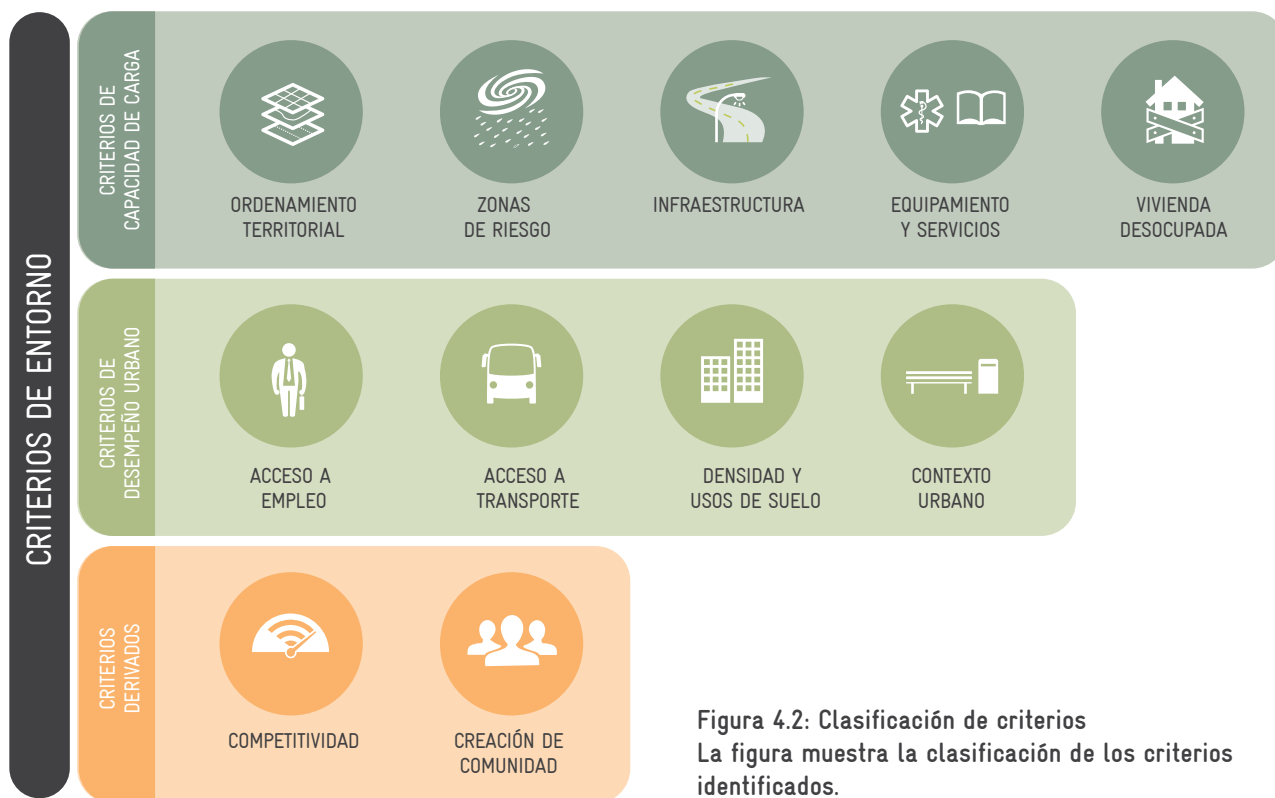 CRITERIOS DE ENTORNO
CRITERIOS DE
CAPACIDAD DE CARGA
ORDENAMIENTO
TERRITORIAL
ZONAS
DE RIESGO
INFRAESTRUCTURA
EQUIPAMIENTO
Y SERVICIOS
VIVIENDA
DESOCUPADA
CRITERIOS DE
DESEMPEÑO URBANO
ACCESO A
EMPLEO
ACCESO A
TRANSPORTE
DENSIDAD Y
USOS DE SUELO
CONTEXTO
URBANO
CRITERIOS
DERIVADOS
COMPETITIVIDAD
CREACIÓN DE
COMUNIDAD
Figura 4.2: Clasificación de criterios
La figura muestra la clasificación de los criterios
identificados.